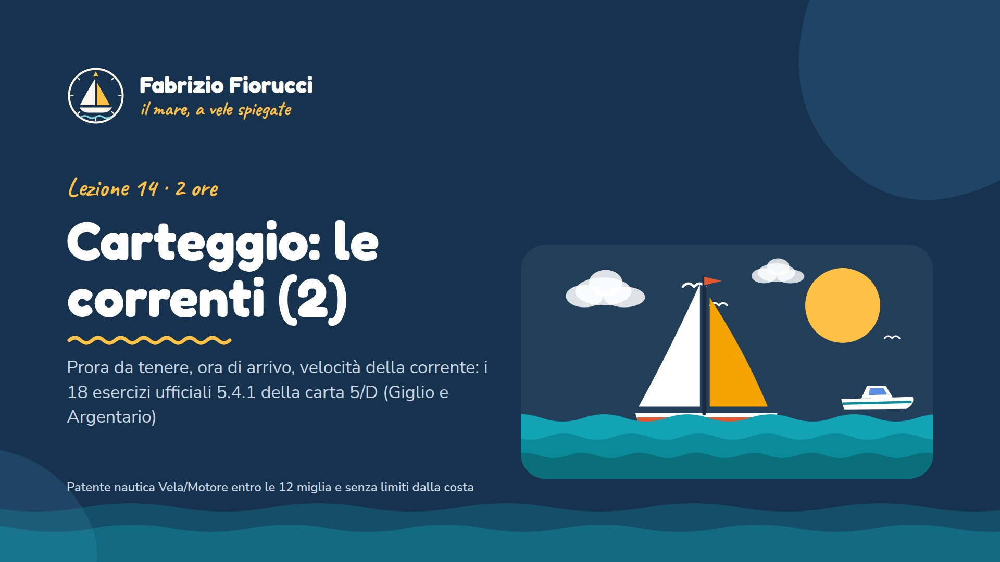 Fabrizio Fiorucci
il mare, a vele spiegate
Lezione 14 · 2 ore
Carteggio: le
correnti (2)
Prora da tenere, ora di arrivo, velocità della corrente: i
18 esercizi ufficiali 5.4.1 della carta 5/D (Giglio e
Argentario)
Patente nautica Vela/Motore entro le 12 miglia e senza limiti dalla costa